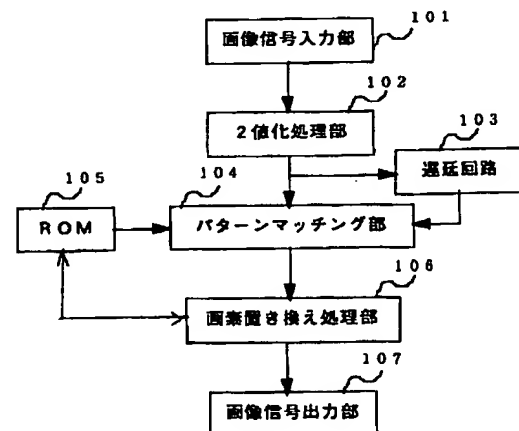 101
画像信号入力部
102
2値化処理部
103
遅延回路
104
パターンマッチング部
105
ROM
106
画素置き換え処理部
107
画像信号出力部